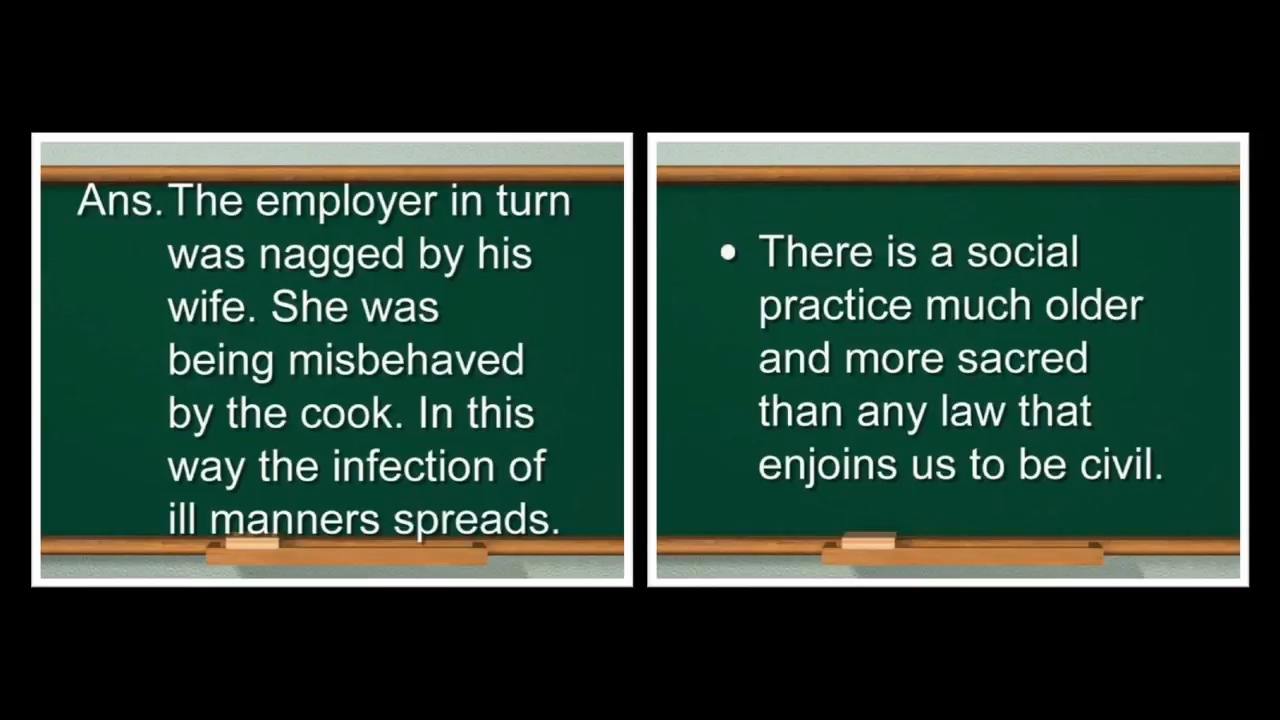 Ans. The employer in turn
was nagged by his
wife. She was
being misbehaved
by the cook. In this
way the infection of
ill manners spreads.
• There is a social
practice much older
and more sacred
than any law that
enjoins us to be civil.